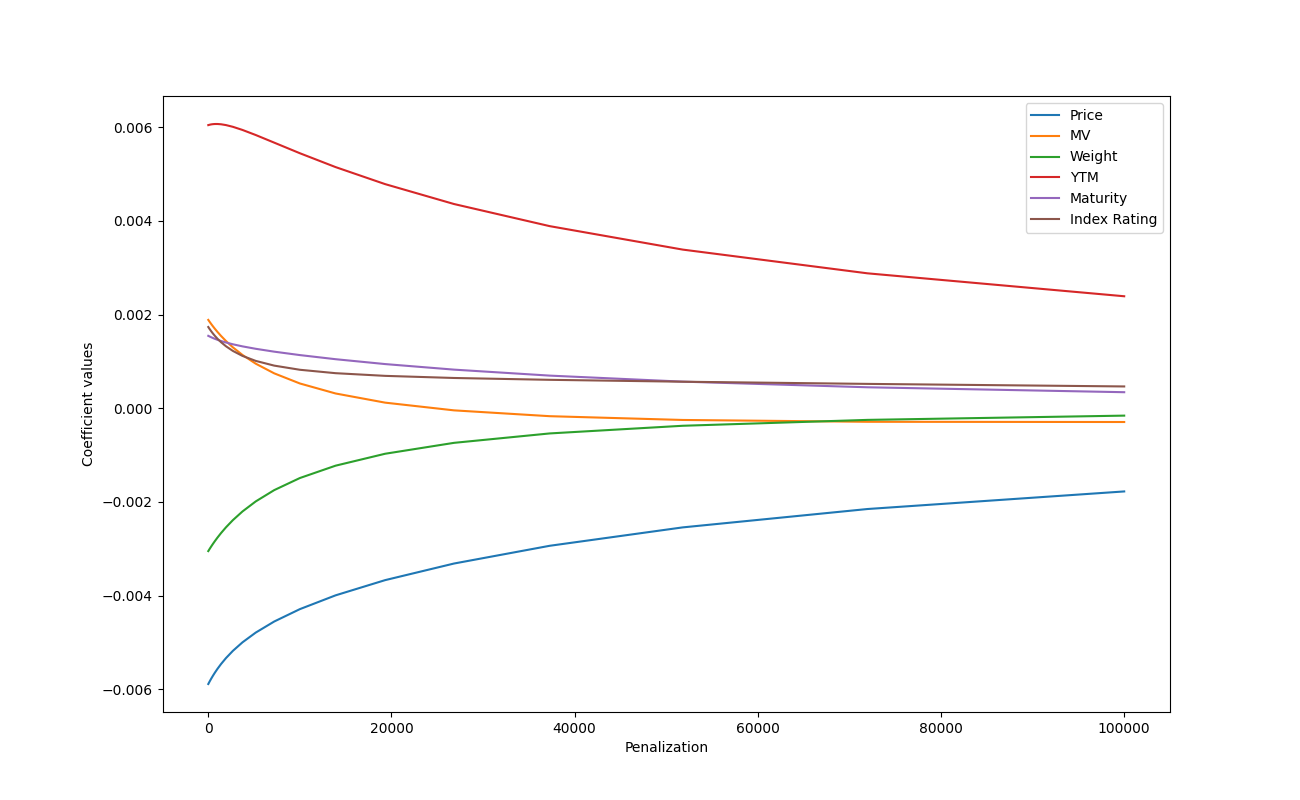 Price
MV
Weight
YTM
Maturity
Index Rating
0.006
0.004
0.002
0.000
−0.002
−0.004
−0.006
Coefficient values
0
20000
40000
60000
80000
100000
Penalization